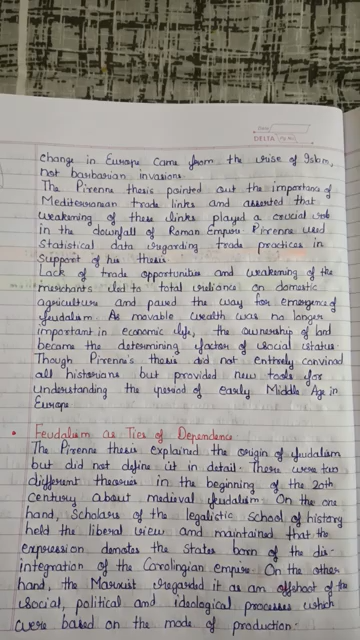 DELTA
change in Europe came from the rise of Islam,
not barbarian invasions.
The Pirenne thesis pointed out the importance of
Mediterranean trade links and asserted that
weakening of these links played a crucial role
in the downfall of Roman Empire Pirenne used
statistical data regarding trade practices in
support of his thesis.
Lack of trade opportunities and weakening of the
merchants led to total reliance on domestic
agriculture and paved the way for emergence of
feudalism. As movable wealth was no longer
important in economic life, the ownership of land
became the determining factor of social status.
Though Pirenne's thesis did not entirely convince
all historians but provided new tools for
understanding the period of early Middle Age in
Europe
• Feudalism as Ties of Dependence
The Pirenne thesis explained the origin of feudalism
but did not define it in detail. There were two
different theories in the beginning of the 20th
Century about medieval feudalism. On the one
hand, Scholars of the legalistic school of history
held the liberal view and maintained that the
expression denotes the States born of the dis-
integration of the Carolingian empire. On the other
hand, the Marxist regarded it as an offshoot of the
social, political and ideological processes which
were based on the mode of production.